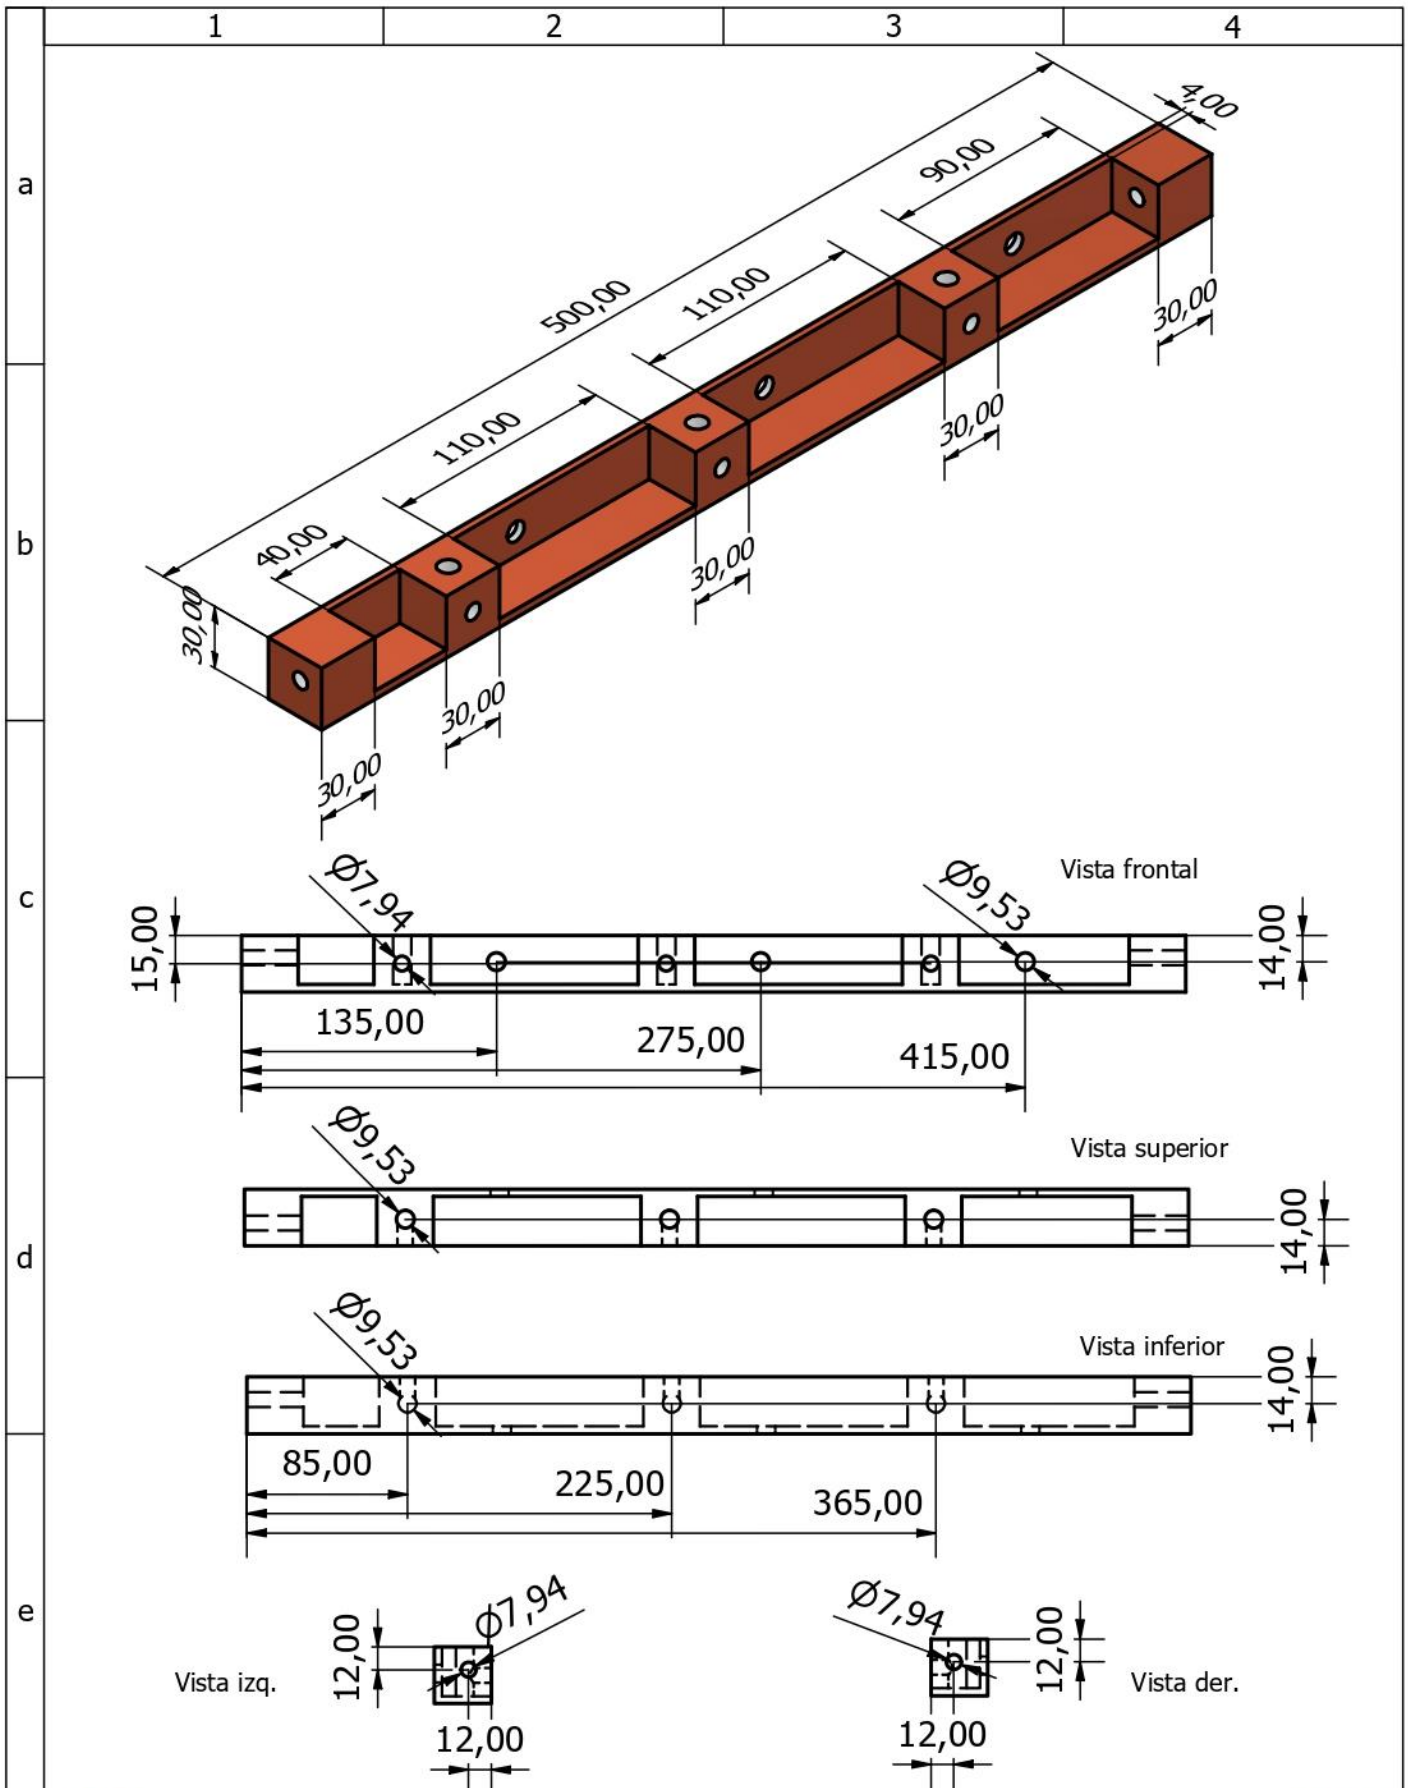 1
2
3
4
a
b
c
d
e
4,00
90,00
500,00
110,00
30,00
110,00
30,00
40,00
30,00
30,00
30,00
30,00
Vista frontal
Ø7,94
Ø9,53
15,00
14,00
135,00
275,00
415,00
Vista superior
Ø9,53
14,00
Vista inferior
Ø9,53
14,00
85,00
225,00
365,00
Vista izq.
12,00
Ø7,94
12,00
Ø7,94
12,00
Vista der.
12,00